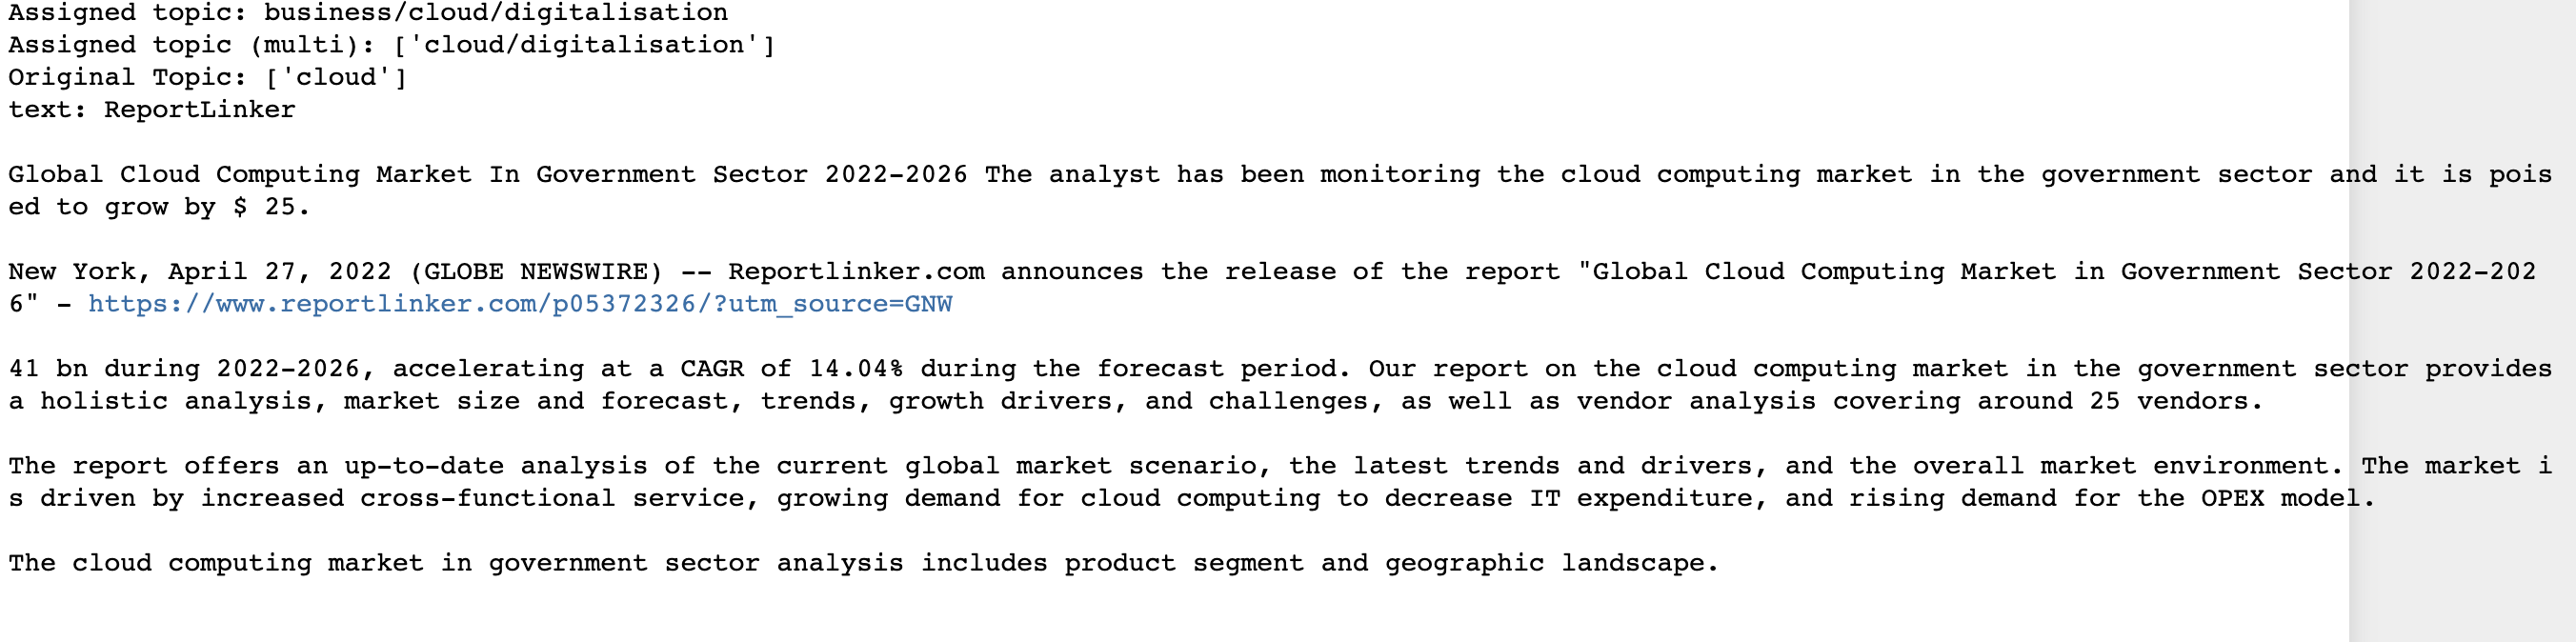 Assigned topic: business/cloud/digitalisation
Assigned topic (multi): ['cloud/digitalisation']
Original Topic: ['cloud']
text: ReportLinker
Global Cloud Computing Market In Government Sector 2022-2026 The analyst has been monitoring the cloud computing market in the government sector and it is pois
ed to grow by $ 25.
New York, April 27, 2022 (GLOBE NEWSWIRE) -- Reportlinker.com announces the release of the report "Global Cloud Computing Market in Government Sector 2022-202
6" - https://www.reportlinker.com/p05372326/?utm_source=GNW
41 bn during 2022-2026, accelerating at a CAGR of 14.04% during the forecast period. Our report on the cloud computing market in the government sector provides
a holistic analysis, market size and forecast, trends, growth drivers, and challenges, as well as vendor analysis covering around 25 vendors.
The report offers an up-to-date analysis of the current global market scenario, the latest trends and drivers, and the overall market environment. The market i
s driven by increased cross-functional service, growing demand for cloud computing to decrease IT expenditure, and rising demand for the OPEX model.
The cloud computing market in government sector analysis includes product segment and geographic landscape.